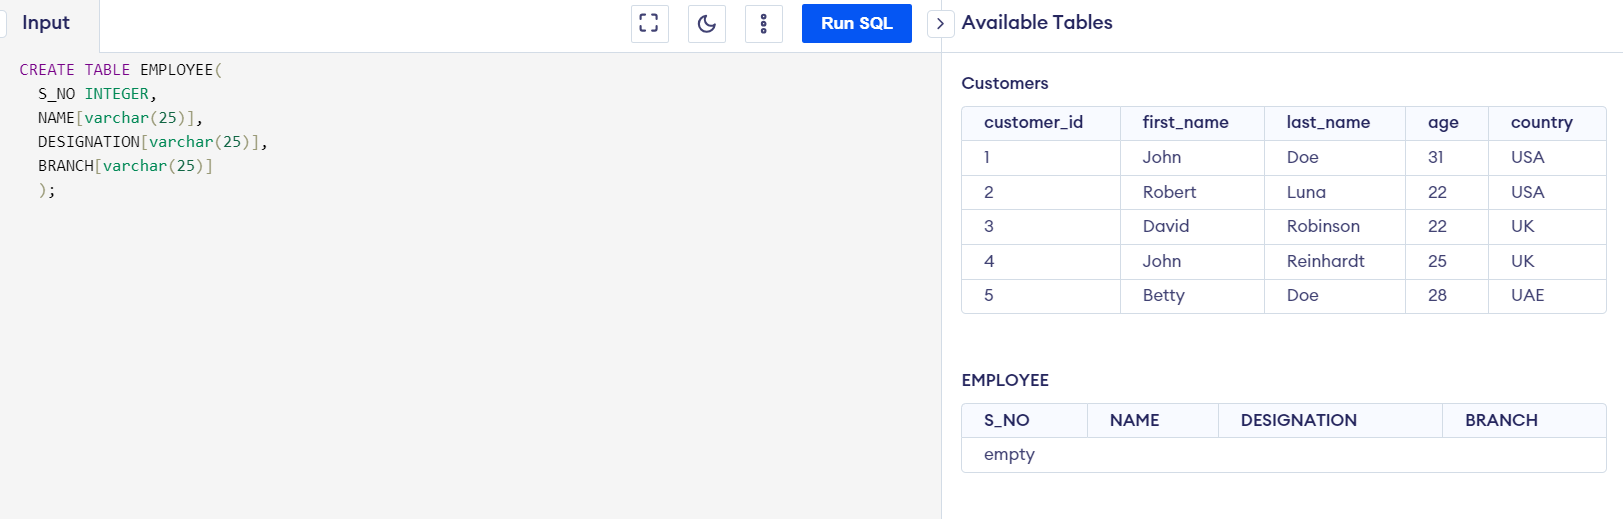 Input
Run SQL
CREATE TABLE EMPLOYEE(
S_NO INTEGER,
NAME[varchar(25)],
DESIGNATION[varchar(25)],
BRANCH[varchar(25)]
);
Available Tables
Customers
customer_id first_name last_name age country
1 John Doe 31 USA
2 Robert Luna 22 USA
3 David Robinson 22 UK
4 John Reinhardt 25 UK
5 Betty Doe 28 UAE
EMPLOYEE
S_NO NAME DESIGNATION BRANCH
empty